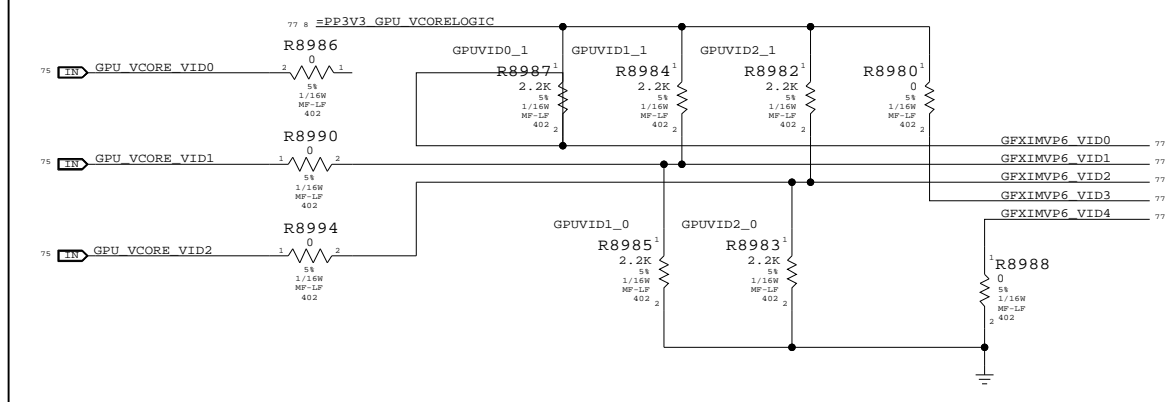 77 8 =PP3V3_GPU_VCORELOGIC
R8986
0
75 IN GPU_VCORE_VID0 2 1
5%
1/16W
MF-LF
402
GPUVID0_1
R8987 1
2.2K
5%
1/16W
MF-LF
402 2
GPUVID1_1
R8984 1
2.2K
5%
1/16W
MF-LF
402 2
GPUVID2_1
R8982 1
2.2K
5%
1/16W
MF-LF
402 2
R8980 1
0
5%
1/16W
MF-LF
402 2
R8990
0
75 IN GPU_VCORE_VID1 1 2
5%
1/16W
MF-LF
402
GFXIMVP6_VID0 77
GFXIMVP6_VID1 77
GFXIMVP6_VID2 77
GFXIMVP6_VID3 77
GFXIMVP6_VID4 77
R8994
0
75 IN GPU_VCORE_VID2 1 2
5%
1/16W
MF-LF
402
GPUVID1_0
R8985 1
2.2K
5%
1/16W
MF-LF
402 2
GPUVID2_0
R8983 1
2.2K
5%
1/16W
MF-LF
402 2
1 R8988
0
5%
1/16W
MF-LF
2 402